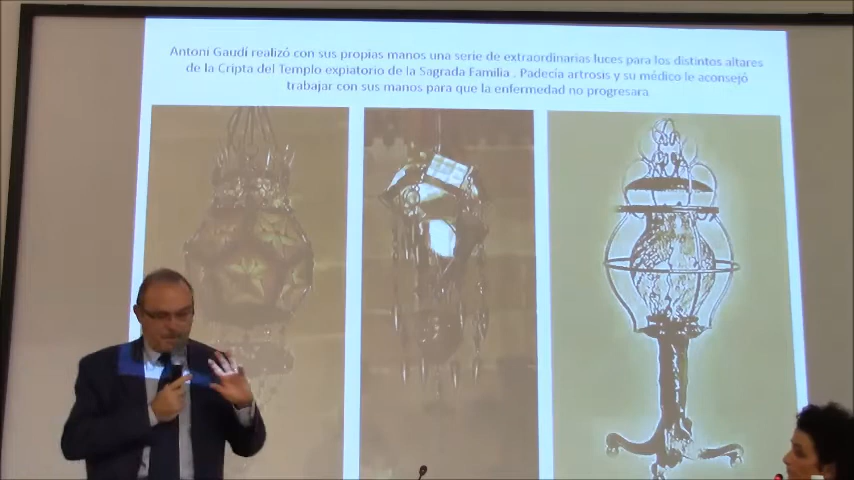 Antoni Gaudí realizó con sus propias manos una serie de extraordinarias luces para los distintos altares
de la Cripta del Templo expiatorio de la Sagrada Familia . Padecía artrosis y su médico le aconsejó
trabajar con sus manos para que la enfermedad no progresara.